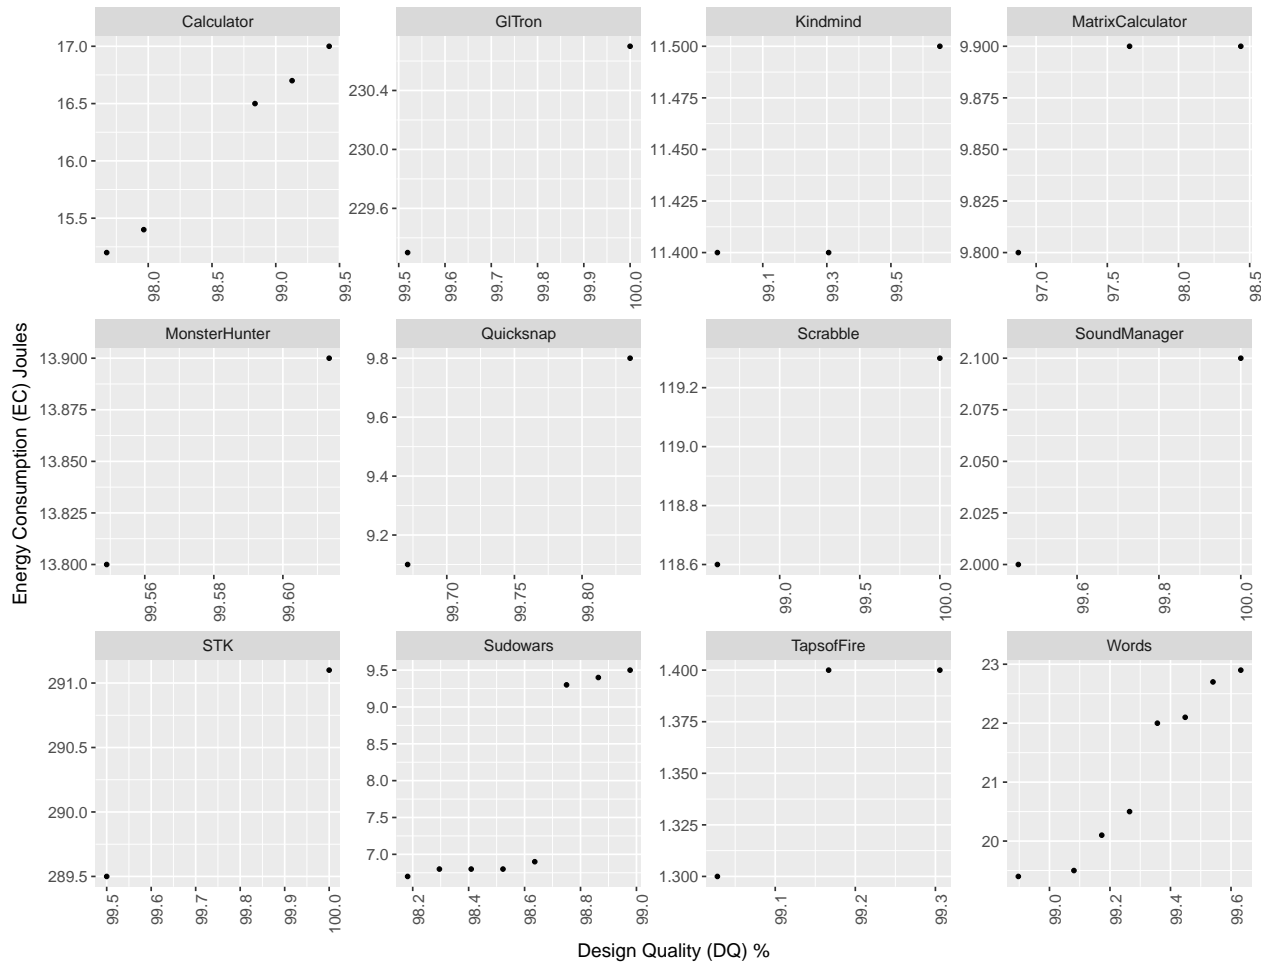 Calculator GlTron Kindmind MatrixCalculator
17.0 16.5 16.0 15.5
98.0 98.5 99.0 99.5
230.4 230.0 229.6
99.5 99.6 99.7 99.8 99.9 100.0
11.500 11.475 11.450 11.425 11.400
99.1 99.3 99.5
9.900 9.875 9.850 9.825 9.800
97.0 97.5 98.0 98.5
MonsterHunter Quicksnap Scrabble SoundManager
13.900 13.875 13.850 13.825 13.800
99.56 99.58 99.60
9.8 9.6 9.4 9.2
99.70 99.75 99.80
119.2 119.0 118.8 118.6
99.0 99.5 100.0
2.100 2.075 2.050 2.025 2.000
99.6 99.8 100.0
STK Sudowars TapsofFire Words
291.0 290.5 290.0 289.5
99.5 99.6 99.7 99.8 99.9 100.0
9.5 9.0 8.5 8.0 7.5 7.0
98.2 98.4 98.6 98.8 99.0
1.400 1.375 1.350 1.325 1.300
99.1 99.2 99.3
23 22 21 20
99.0 99.2 99.4 99.6
Energy Consumption (EC) Joules
Design Quality (DQ) %